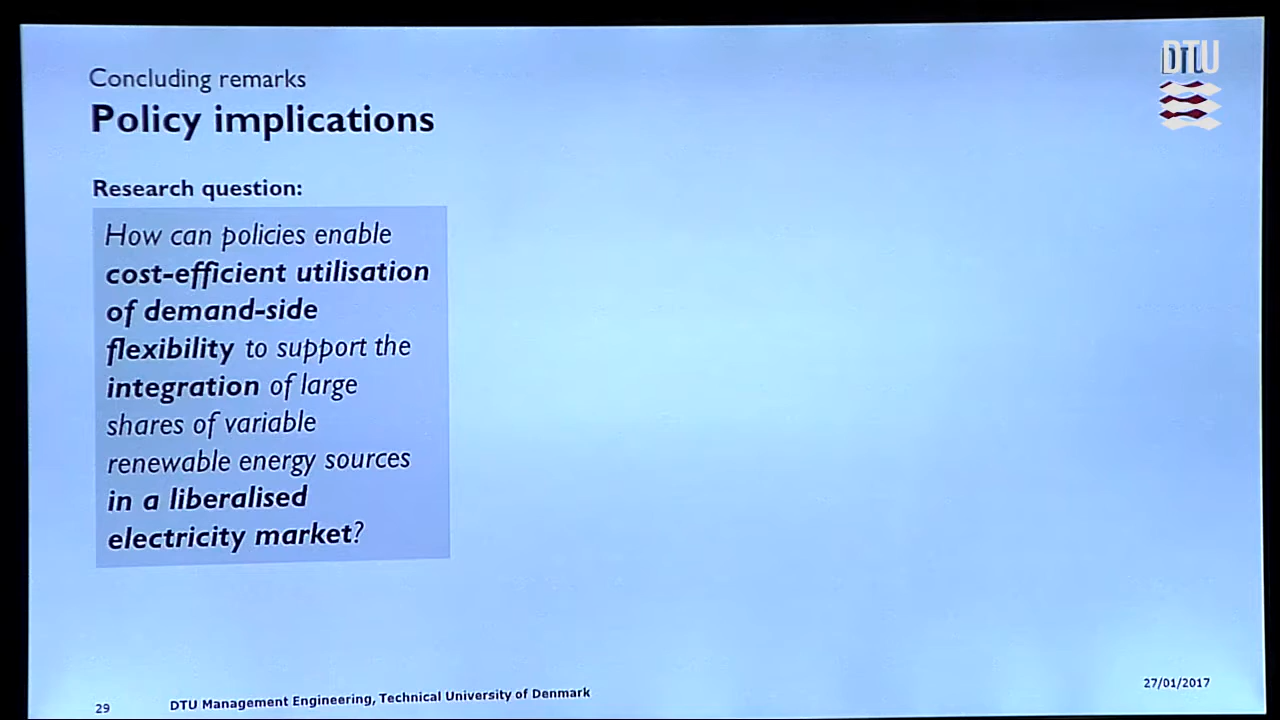 Concluding remarks
Policy implications
DTU
Research question:
How can policies enable
cost-efficient utilisation
of demand-side
flexibility to support the
integration of large
shares of variable
renewable energy sources
in a liberalised
electricity market?
29
DTU Management Engineering, Technical University of Denmark
27/01/2017